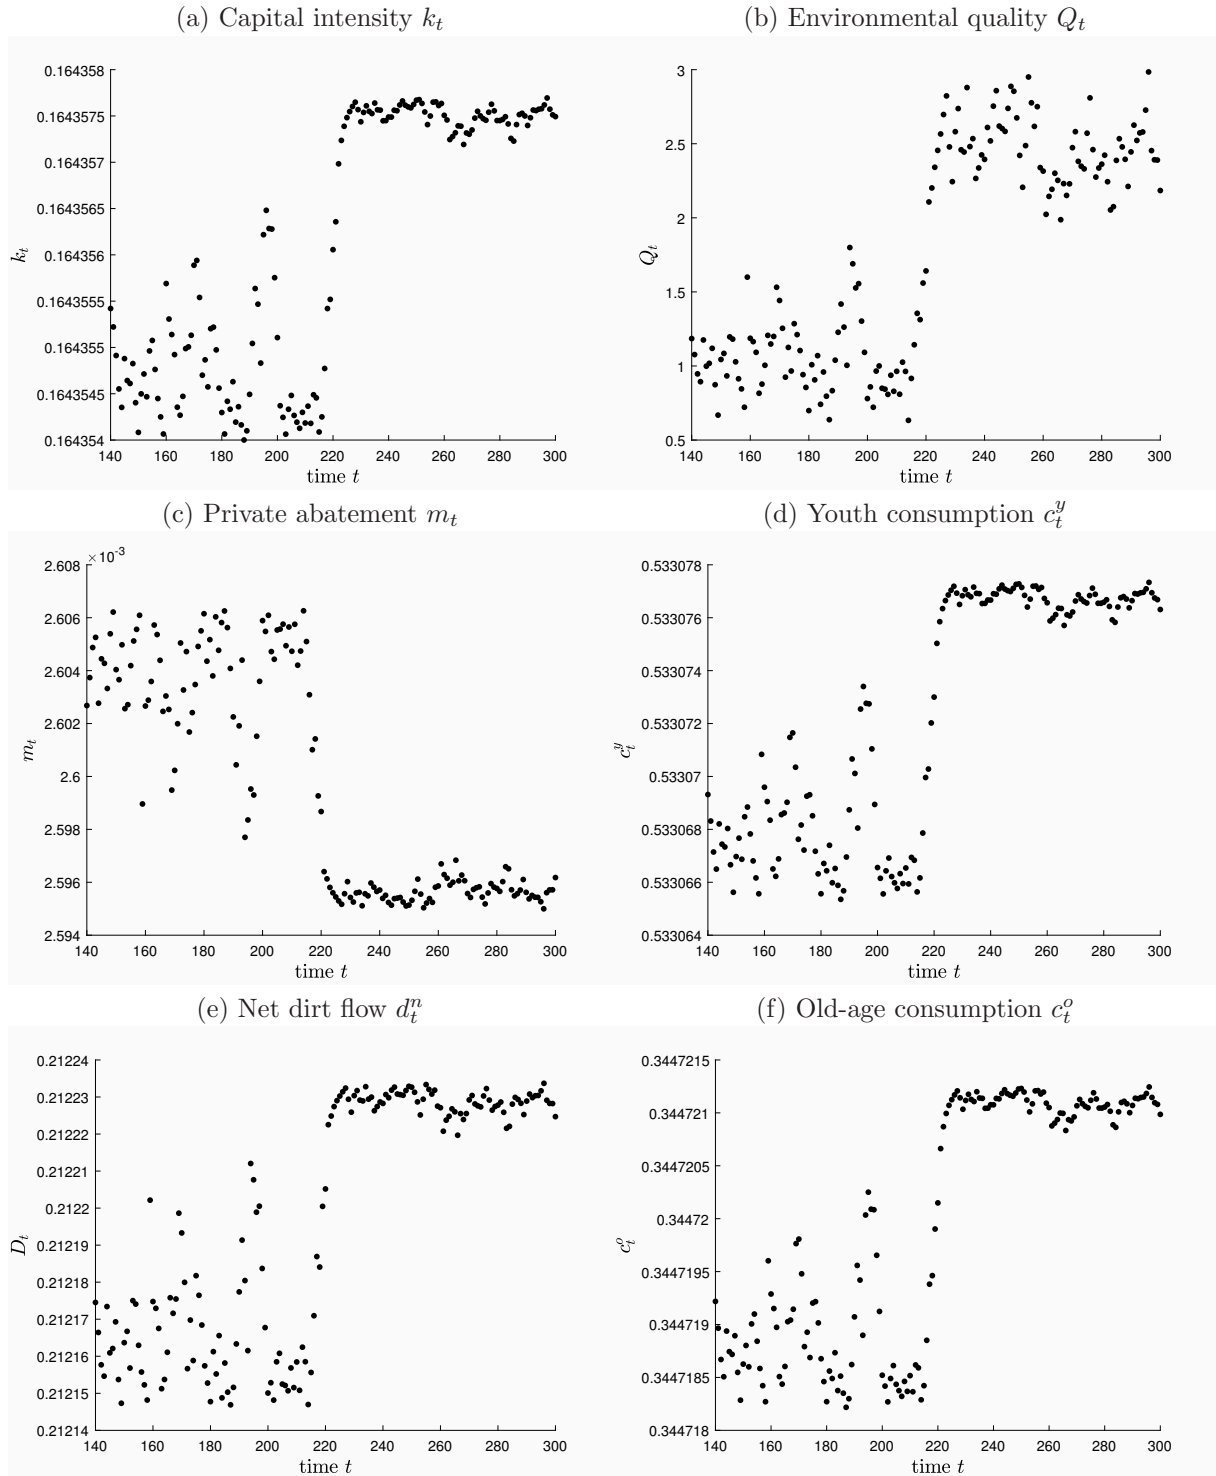 (a) Capital intensity k_t
(b) Environmental quality Q_t
0.164358
0.1643575
0.164357
0.1643565
0.164356
0.1643555
0.164355
0.1643545
0.164354
k_t
140 160 180 200 220 240 260 280 300
time t
3
2.5
2
1.5
1
0.5
Q_t
140 160 180 200 220 240 260 280 300
time t
(c) Private abatement m_t
(d) Youth consumption c_t^y
×10^-3
2.608
2.606
2.604
2.602
2.6
2.598
2.596
2.594
m_t
140 160 180 200 220 240 260 280 300
time t
0.533078
0.533076
0.533074
0.533072
0.53307
0.533068
0.533066
0.533064
c_t^y
140 160 180 200 220 240 260 280 300
time t
(e) Net dirt flow d_t^n
(f) Old-age consumption c_t^o
0.21224
0.21223
0.21222
0.21221
0.2122
0.21219
0.21218
0.21217
0.21216
0.21215
0.21214
D_t
140 160 180 200 220 240 260 280 300
time t
0.3447215
0.344721
0.3447205
0.34472
0.3447195
0.344719
0.3447185
0.344718
c_t^o
140 160 180 200 220 240 260 280 300
time t